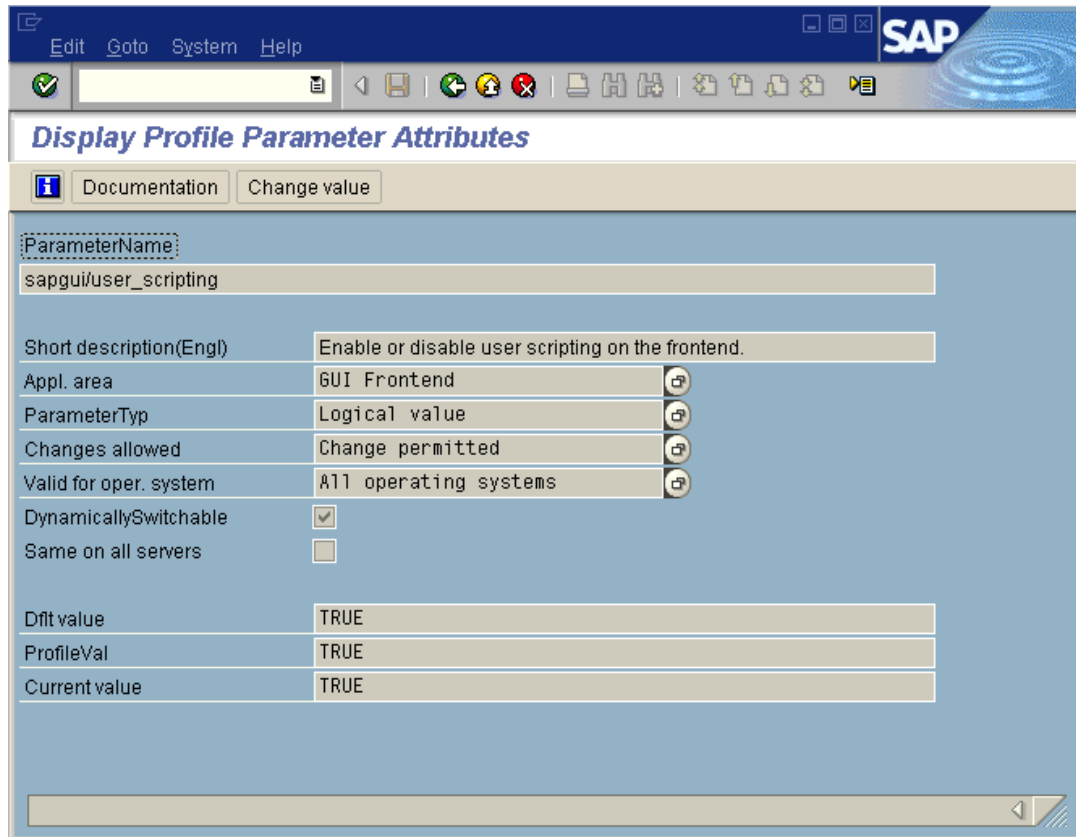 Edit Goto System Help
SAP
Display Profile Parameter Attributes
Documentation Change value
ParameterName
sapgui/user_scripting
Short description(Engl) Enable or disable user scripting on the frontend.
Appl. area GUI Frontend
ParameterTyp Logical value
Changes allowed Change permitted
Valid for oper. system All operating systems
DynamicallySwitchable
Same on all servers
Dflt value TRUE
ProfileVal TRUE
Current value TRUE